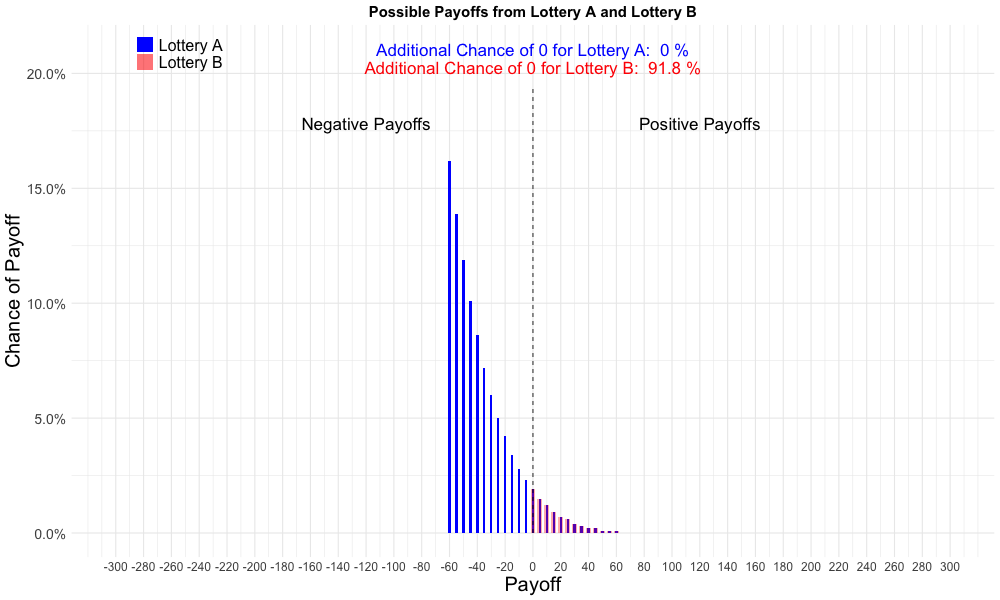 Possible Payoffs from Lottery A and Lottery B
Lottery A
Lottery B
Additional Chance of 0 for Lottery A:  0 %
Additional Chance of 0 for Lottery B:  91.8 %
Negative Payoffs
Positive Payoffs
Chance of Payoff
20.0%
15.0%
10.0%
5.0%
0.0%
-300 -280 -260 -240 -220 -200 -180 -160 -140 -120 -100 -80 -60 -40 -20 0 20 40 60 80 100 120 140 160 180 200 220 240 260 280 300
Payoff